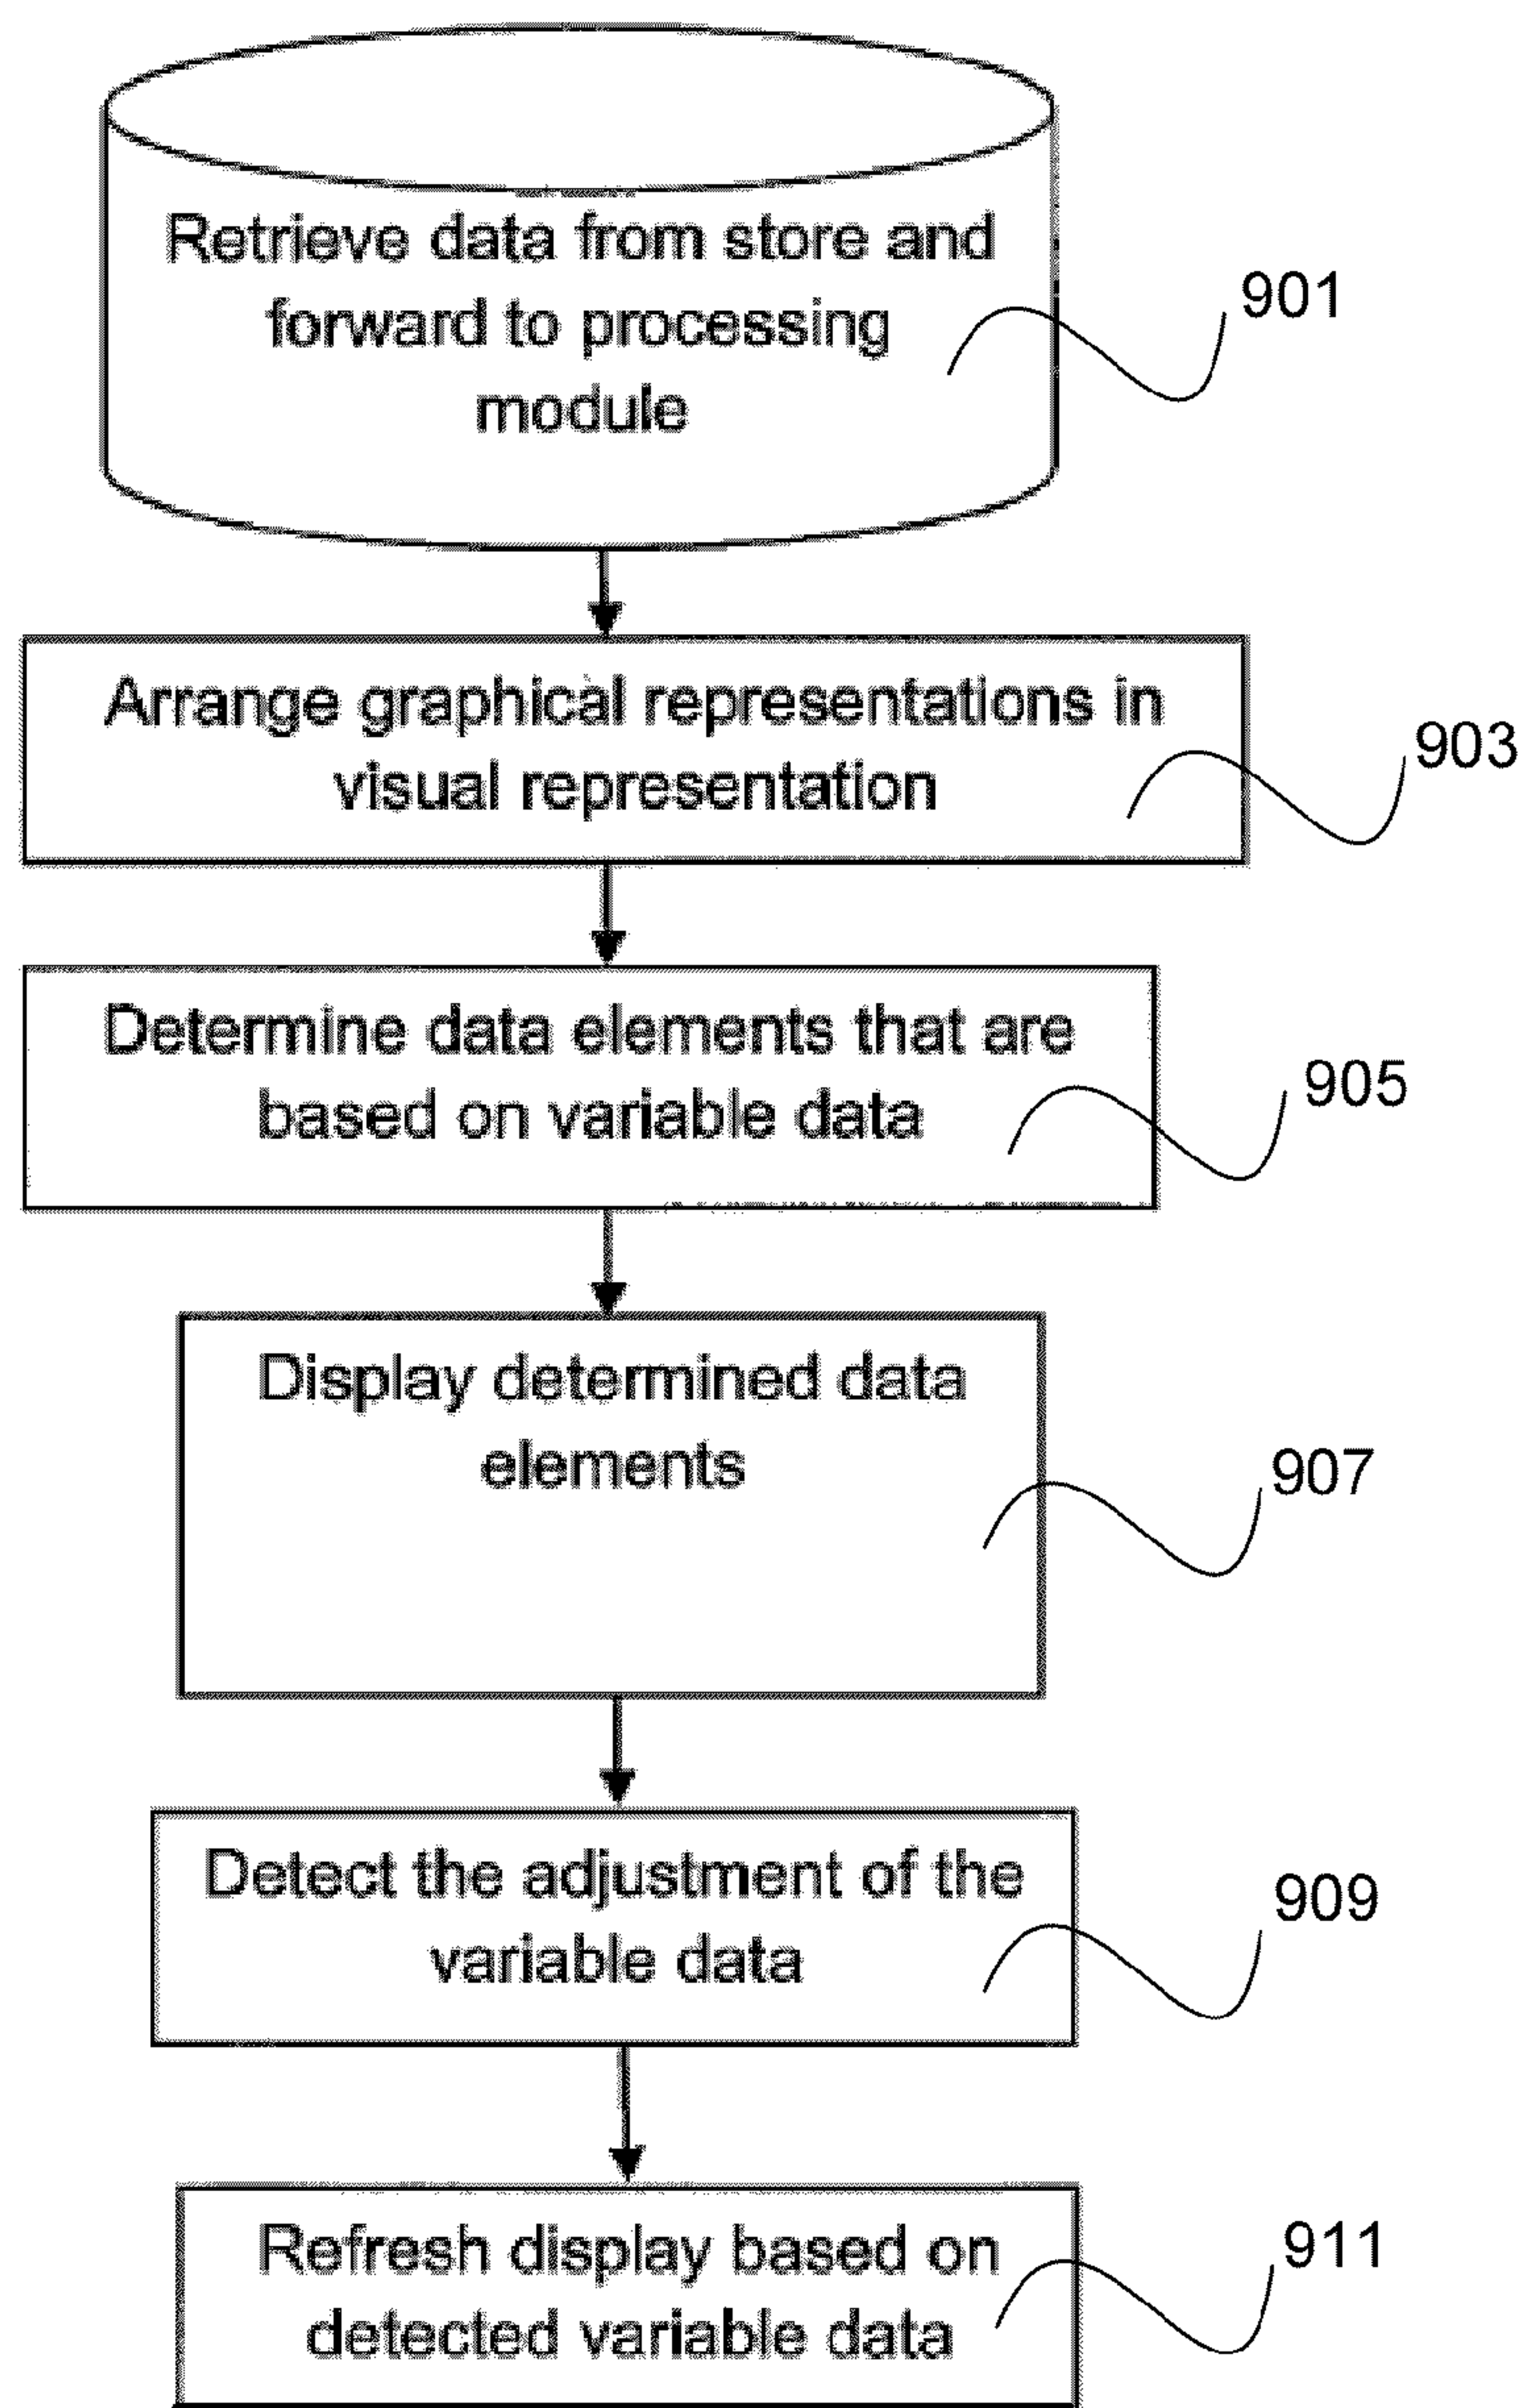 Retrieve data from store and
forward to processing
module
901
Arrange graphical representations in
visual representation
903
Determine data elements that are
based on variable data
905
Display determined data
elements
907
Detect the adjustment of the
variable data
909
Refresh display based on
detected variable data
911